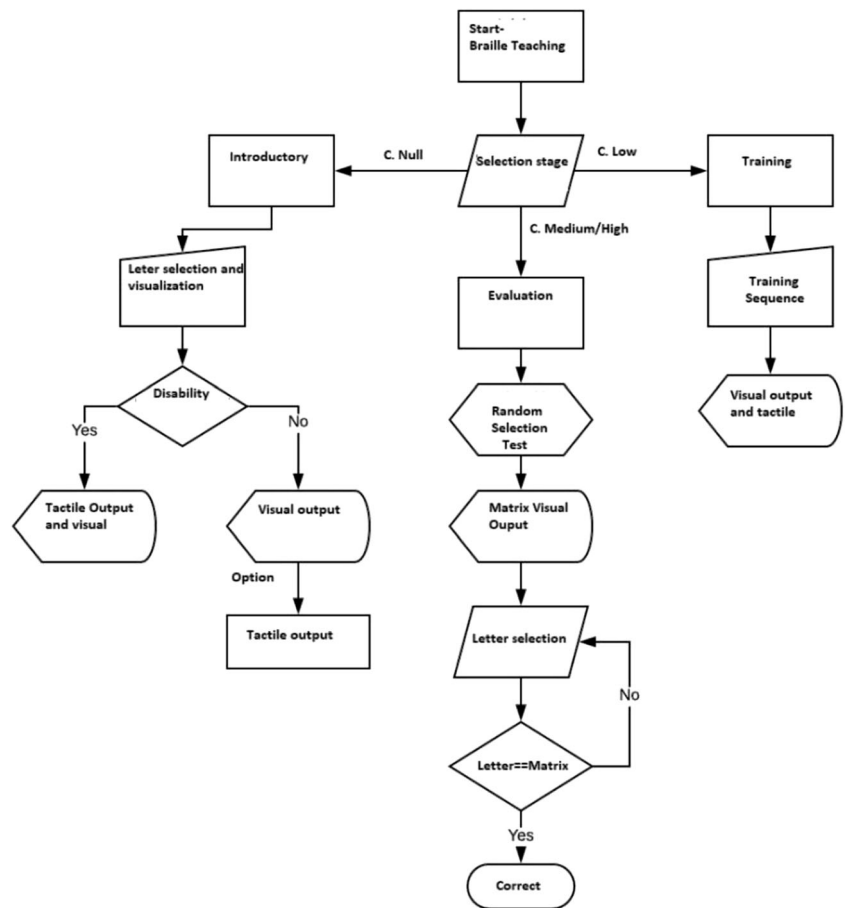 Start-
Braille Teaching
Introductory
C. Null
Selection stage
C. Low
Training
C. Medium/High
Leter selection and
visualization
Evaluation
Training
Sequence
Disability
Yes
No
Random
Selection
Test
Visual output
and tactile
Tactile Output
and visual
Visual output
Matrix Visual
Ouput
Option
Tactile output
Letter selection
No
Letter==Matrix
Yes
Correct